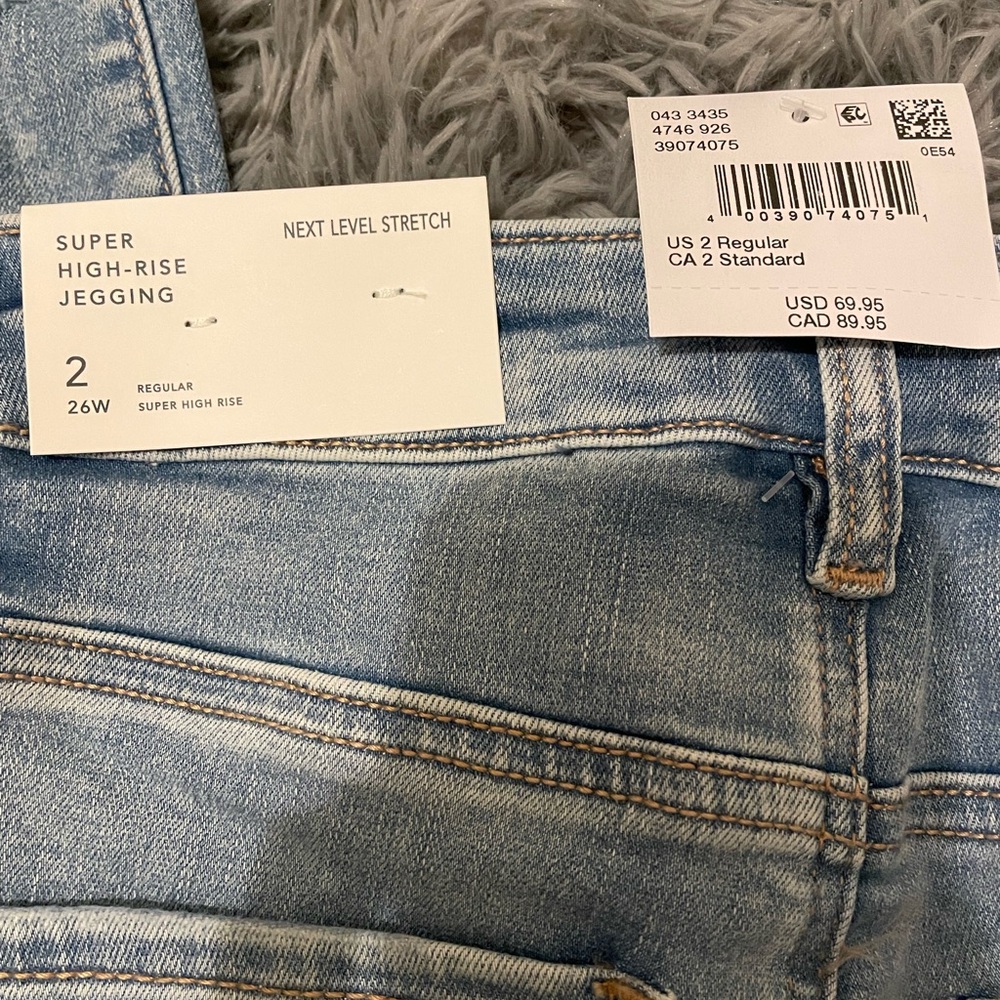 SUPER
HIGH-RISE
JEGGING
NEXT LEVEL STRETCH
2
26W
REGULAR
SUPER HIGH RISE
043 3435
4746 926
39074075
0E54
4 00390 74075 1
US 2 Regular
CA 2 Standard
USD 69.95
CAD 89.95